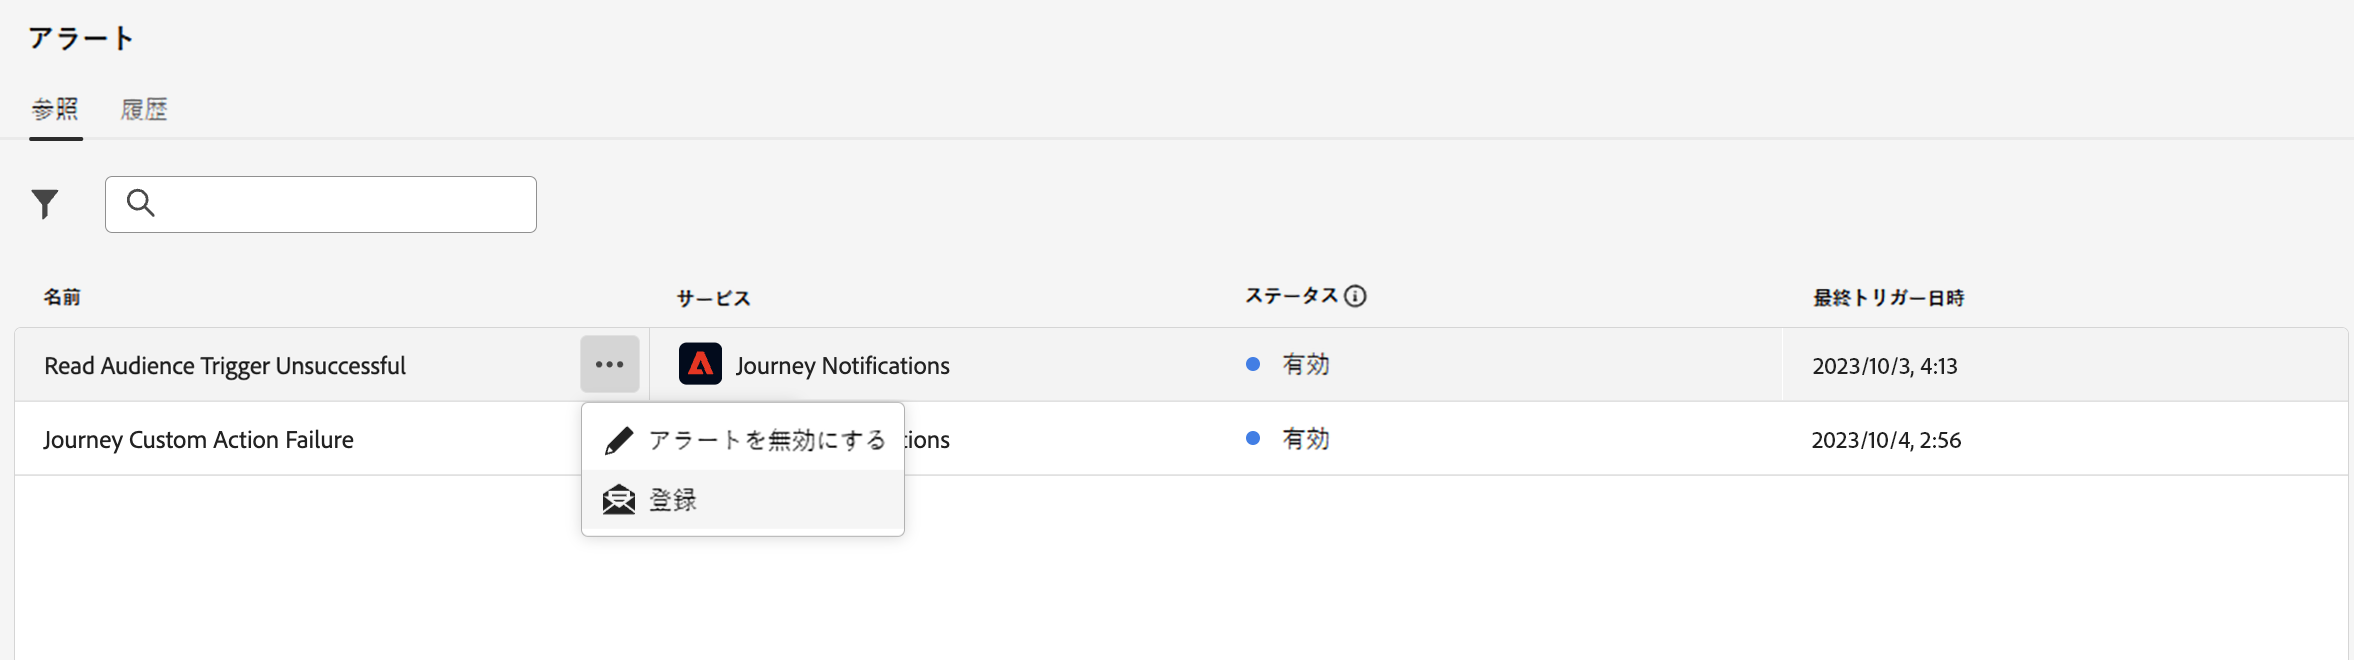 アラート
参照 履歴
名前 サービス ステータス 最終トリガー日時
Read Audience Trigger Unsuccessful Journey Notifications 有効 2023/10/3, 4:13
Journey Custom Action Failure tions 有効 2023/10/4, 2:56
アラートを無効にする
登録